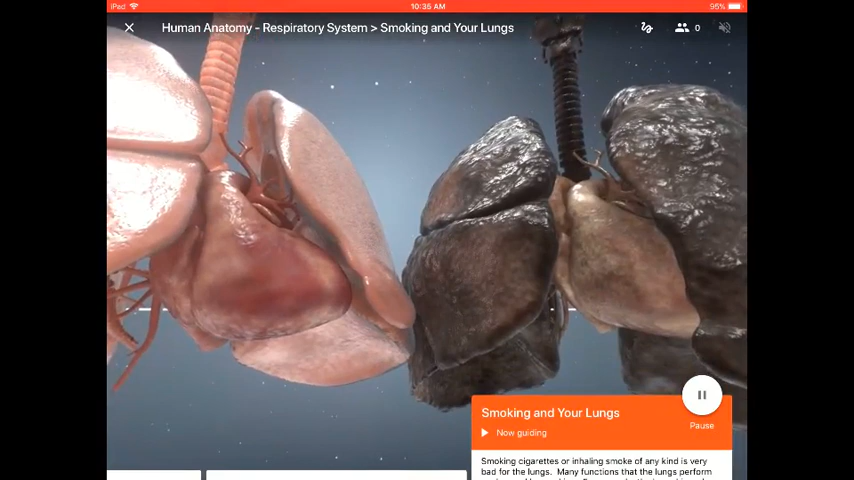 iPad 10:35 AM 95%
Human Anatomy - Respiratory System > Smoking and Your Lungs 0
Smoking and Your Lungs
Now guiding
Pause
Smoking cigarettes or inhaling smoke of any kind is very
bad for the lungs. Many functions that the lungs perform